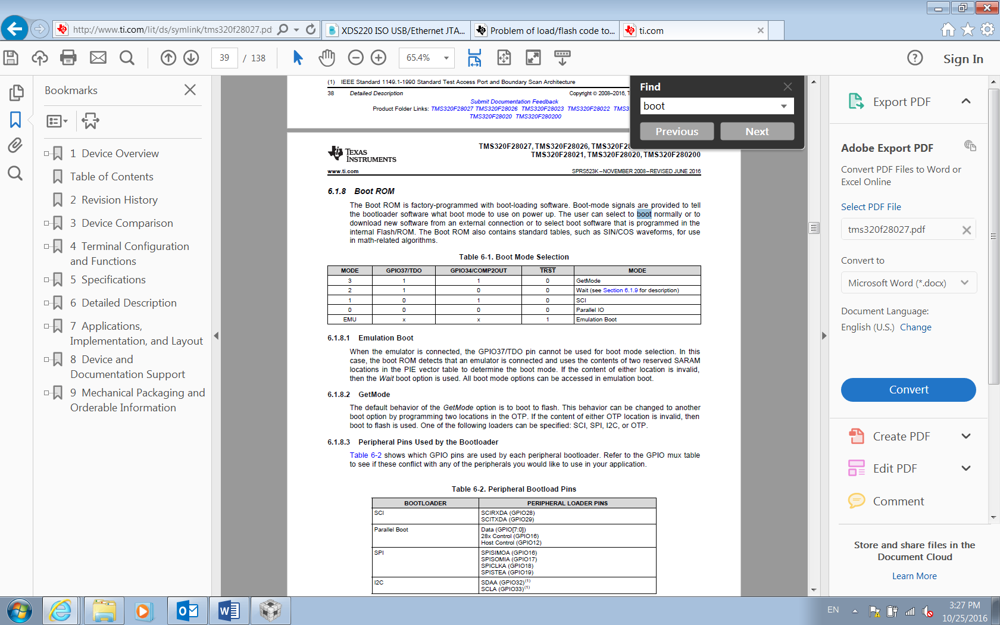 http://www.ti.com/lit/ds/symlink/tms320f28027.pd
XDS220 ISO USB/Ethernet JTA...
Problem of load/flash code to...
ti.com
39 / 138
65.4%
Sign In
Bookmarks
1 Device Overview
Table of Contents
2 Revision History
3 Device Comparison
4 Terminal Configuration
and Functions
5 Specifications
6 Detailed Description
7 Applications,
Implementation, and Layout
8 Device and
Documentation Support
9 Mechanical Packaging and
Orderable Information
(1) IEEE Standard 1149.1-1990 Standard Test Access Port and Boundary Scan Architecture
38 Detailed Description Copyright © 2008–2016, T
Submit Documentation Feedback
Product Folder Links: TMS320F28027 TMS320F28026 TMS320F28023 TMS320F28022 TMS3
TMS320F28020 TMS320F280200
Find
boot
Previous Next
TEXAS
INSTRUMENTS
www.ti.com
TMS320F28027, TMS320F28026, TMS320F28
TMS320F28021, TMS320F28020, TMS320F280200
SPRS523K–NOVEMBER 2008–REVISED JUNE 2016
6.1.8 Boot ROM
The Boot ROM is factory-programmed with boot-loading software. Boot-mode signals are provided to tell
the bootloader software what boot mode to use on power up. The user can select to boot normally or to
download new software from an external connection or to select boot software that is programmed in the
internal Flash/ROM. The Boot ROM also contains standard tables, such as SIN/COS waveforms, for use
in math-related algorithms.
Table 6-1. Boot Mode Selection
MODE GPIO37/TDO GPIO34/COMP2OUT TRST MODE
3 1 1 0 GetMode
2 1 0 0 Wait (see Section 6.1.9 for description)
1 0 1 0 SCI
0 0 0 0 Parallel IO
EMU x x 1 Emulation Boot
6.1.8.1 Emulation Boot
When the emulator is connected, the GPIO37/TDO pin cannot be used for boot mode selection. In this
case, the boot ROM detects that an emulator is connected and uses the contents of two reserved SARAM
locations in the PIE vector table to determine the boot mode. If the content of either location is invalid,
then the Wait boot option is used. All boot mode options can be accessed in emulation boot.
6.1.8.2 GetMode
The default behavior of the GetMode option is to boot to flash. This behavior can be changed to another
boot option by programming two locations in the OTP. If the content of either OTP location is invalid, then
boot to flash is used. One of the following loaders can be specified: SCI, SPI, I2C, or OTP.
6.1.8.3 Peripheral Pins Used by the Bootloader
Table 6-2 shows which GPIO pins are used by each peripheral bootloader. Refer to the GPIO mux table
to see if these conflict with any of the peripherals you would like to use in your application.
Table 6-2. Peripheral Bootload Pins
BOOTLOADER PERIPHERAL LOADER PINS
SCI SCIRXDA (GPIO28)
SCITXDA (GPIO29)
Parallel Boot Data (GPIO[7:0])
28x Control (GPIO16)
Host Control (GPIO12)
SPI SPISIMOA (GPIO16)
SPISOMIA (GPIO17)
SPICLKA (GPIO18)
SPISTEA (GPIO19)
I2C SDAA (GPIO32)(1)
SCLA (GPIO33)(1)
Export PDF
Adobe Export PDF
Convert PDF Files to Word or
Excel Online
Select PDF File
tms320f28027.pdf
Convert to
Microsoft Word (*.docx)
Document Language:
English (U.S.) Change
Convert
Create PDF
Edit PDF
Comment
Store and share files in the
Document Cloud
Learn More
EN
3:27 PM
10/25/2016